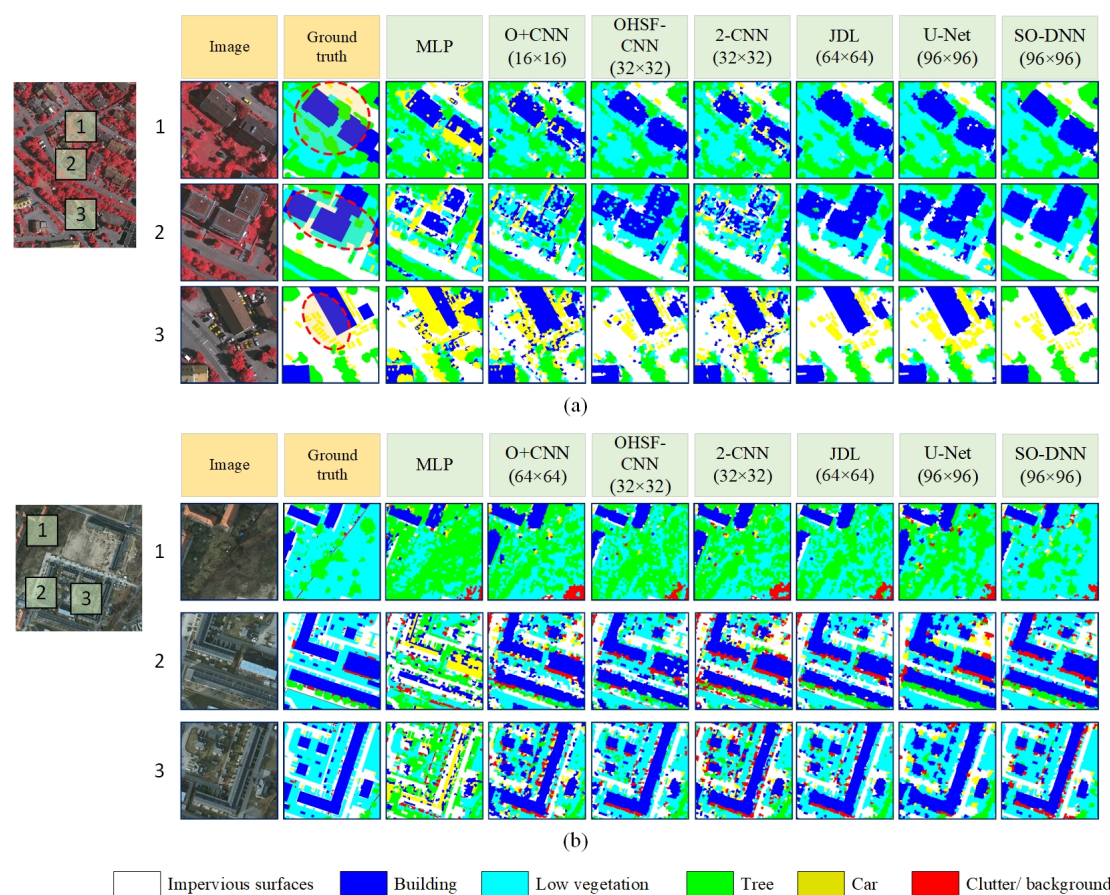 Image
Ground
truth
MLP
O+CNN
(16×16)
OHSF-
CNN
(32×32)
2-CNN
(32×32)
JDL
(64×64)
U-Net
(96×96)
SO-DNN
(96×96)
1
2
3
1
2
3
(a)
Image
Ground
truth
MLP
O+CNN
(64×64)
OHSF-
CNN
(32×32)
2-CNN
(32×32)
JDL
(64×64)
U-Net
(96×96)
SO-DNN
(96×96)
1
2
3
1
2
3
(b)
Impervious surfaces
Building
Low vegetation
Tree
Car
Clutter/ background